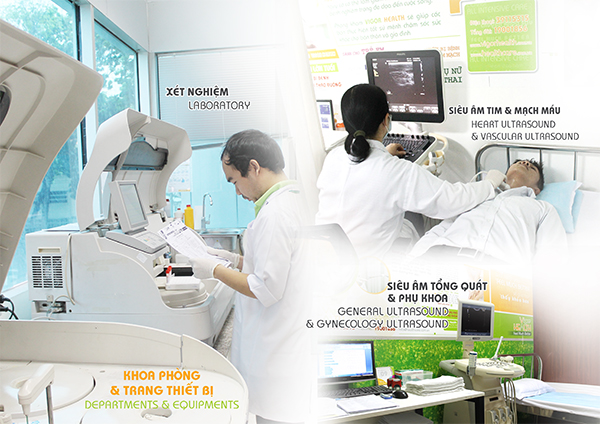 XÉT NGHIỆM
LABORATORY
SIÊU ÂM TIM & MẠCH MÁU
HEART ULTRASOUND
& VASCULAR ULTRASOUND
SIÊU ÂM TỔNG QUÁT
& PHỤ KHOA
GENERAL ULTRASOUND
& GYNECOLOGY ULTRASOUND
KHOA PHÒNG
& TRANG THIẾT BỊ
DEPARTMENTS & EQUIPMENTS